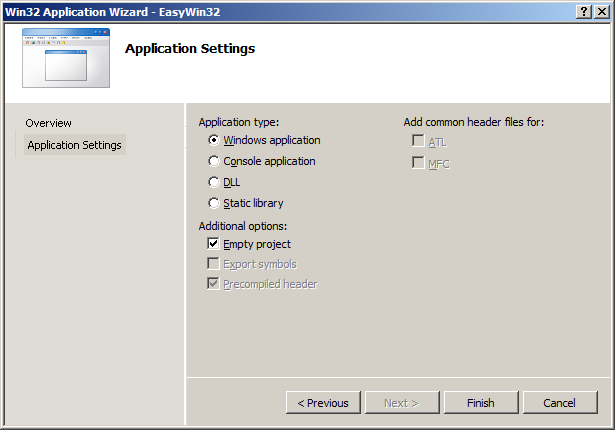 Win32 Application Wizard - EasyWin32
Application Settings
Overview
Application Settings
Application type:
Windows application
Console application
DLL
Static library
Additional options:
Empty project
Export symbols
Precompiled header
Add common header files for:
ATL
MFC
< Previous
Next >
Finish
Cancel